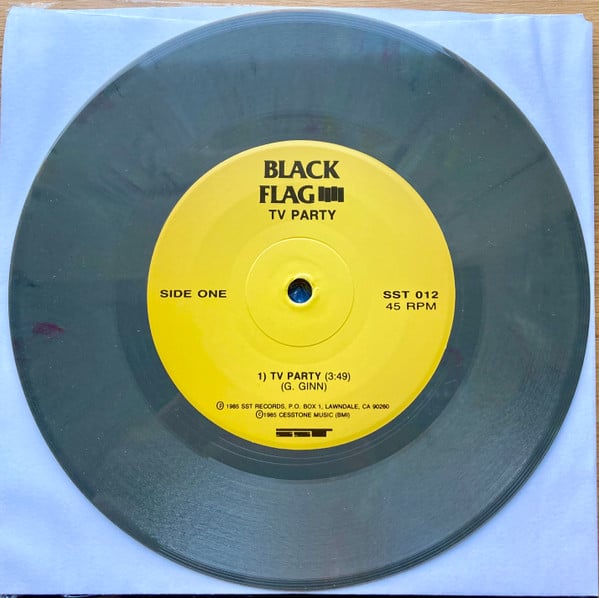 BLACK
FLAG
TV PARTY
SIDE ONE
SST 012
45 RPM
1) TV PARTY (3:49)
(G. GINN)
Ⓟ 1985 SST RECORDS, P.O. BOX 1, LAWNDALE, CA 90260
©1985 CESSTONE MUSIC (BMI)
SST